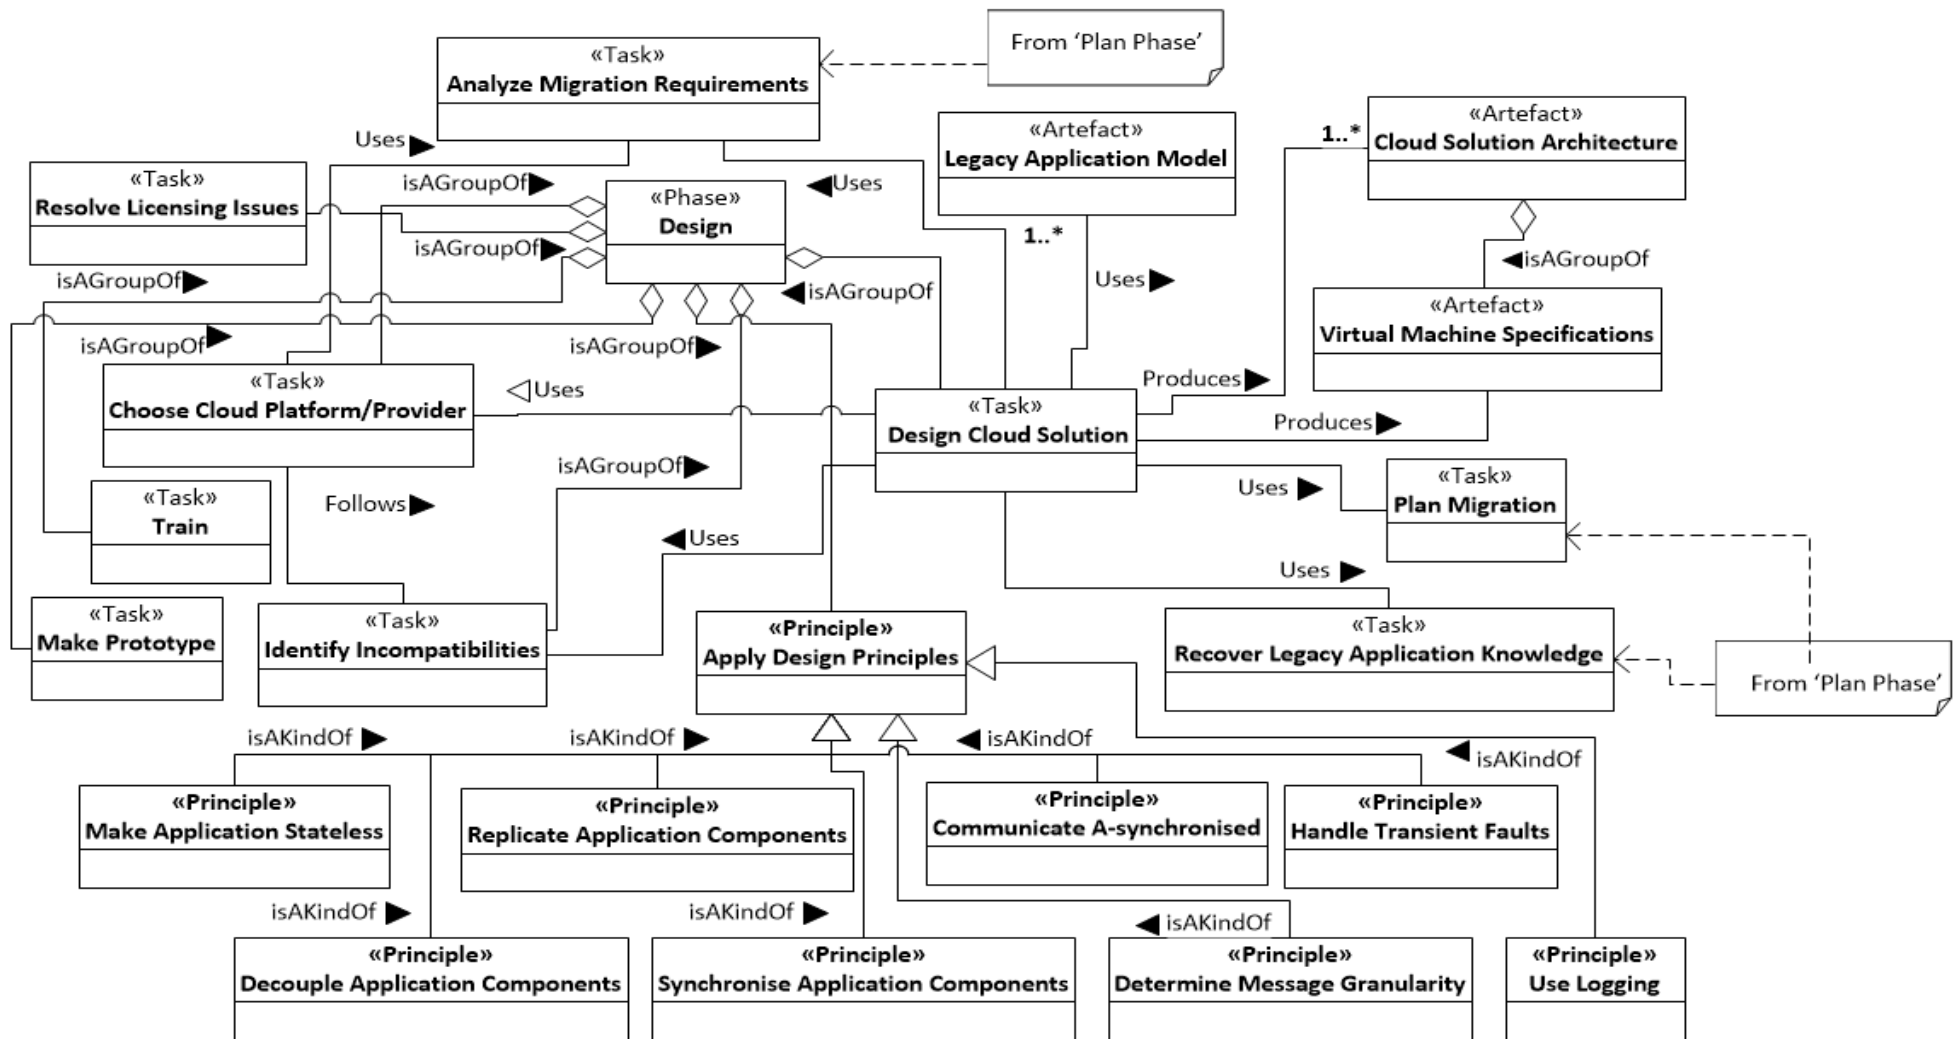 «Task»
Analyze Migration Requirements
From ‘Plan Phase’
«Artefact»
Legacy Application Model
«Artefact»
Cloud Solution Architecture
1..*
Uses
«Task»
Resolve Licensing Issues
isAGroupOf
«Phase»
Design
Uses
isAGroupOf
1..*
isAGroupOf
isAGroupOf
isAGroupOf
Uses
«Artefact»
Virtual Machine Specifications
isAGroupOf
isAGroupOf
«Task»
Choose Cloud Platform/Provider
Uses
«Task»
Design Cloud Solution
Produces
Produces
isAGroupOf
Uses
«Task»
Plan Migration
«Task»
Train
Follows
Uses
Uses
«Task»
Make Prototype
«Task»
Identify Incompatibilities
«Principle»
Apply Design Principles
«Task»
Recover Legacy Application Knowledge
From ‘Plan Phase’
isAKindOf
isAKindOf
isAKindOf
isAKindOf
«Principle»
Make Application Stateless
«Principle»
Replicate Application Components
«Principle»
Communicate A-synchronised
«Principle»
Handle Transient Faults
isAKindOf
isAKindOf
isAKindOf
«Principle»
Decouple Application Components
«Principle»
Synchronise Application Components
«Principle»
Determine Message Granularity
«Principle»
Use Logging